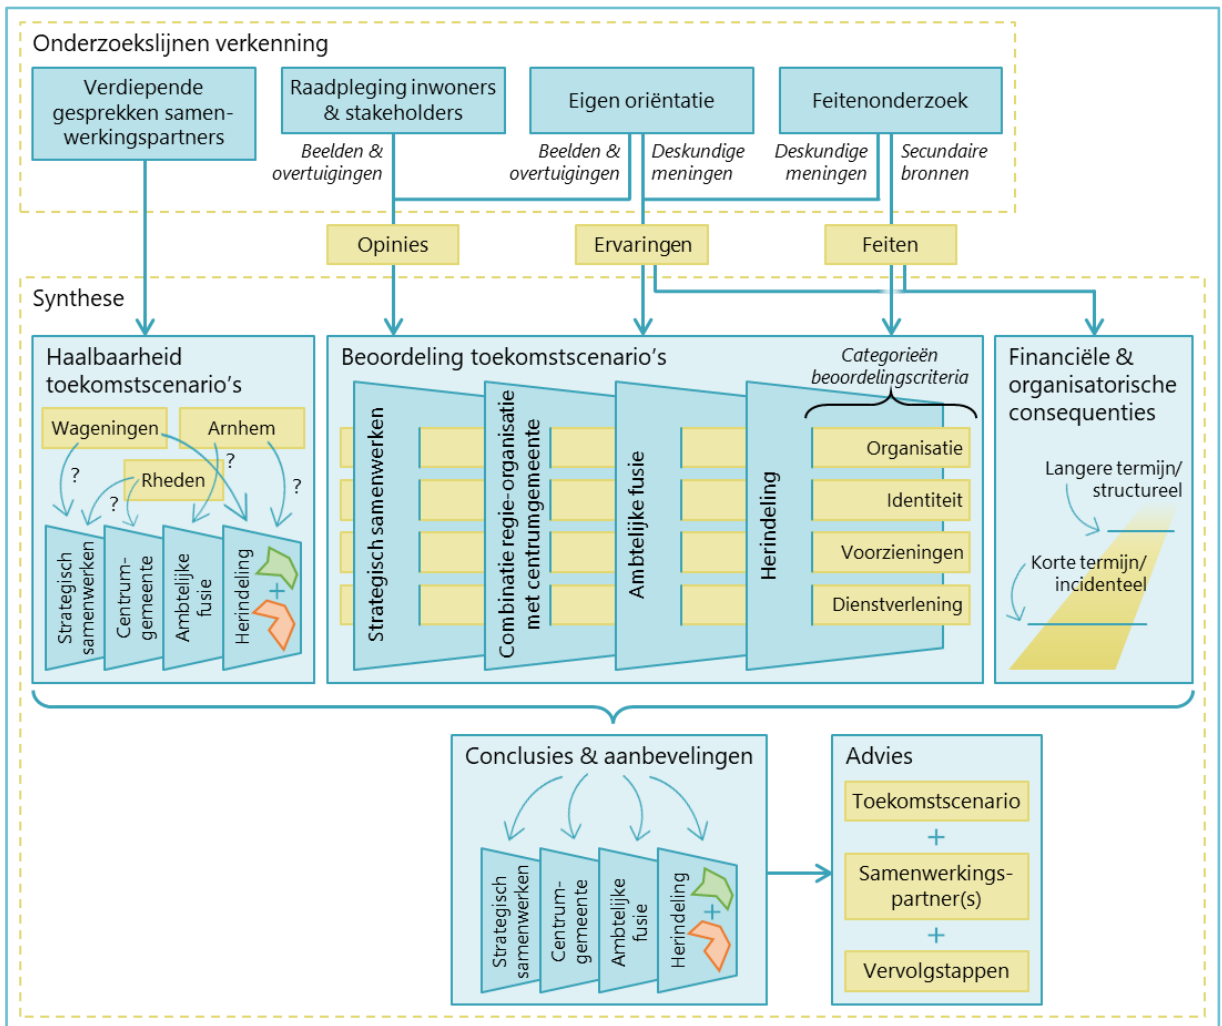 Onderzoekslijnen verkenning
Verdiepende
gesprekken samen-
werkingspartners
Raadpleging inwoners
& stakeholders
Eigen oriëntatie
Feitenonderzoek
Beelden &
overtuigingen
Beelden &
overtuigingen
Deskundige
meningen
Deskundige
meningen
Secundaire
bronnen
Opinies
Ervaringen
Feiten
Synthese
Haalbaarheid
toekomstscenario's
Wageningen
Arnhem
Rheden
?
?
?
?
Strategisch
samenwerken
Centrum-
gemeente
Ambtelijke
fusie
Herindeling
+
Beoordeling toekomstscenario's
Categorieën
beoordelingscriteria
Strategisch samenwerken
Combinatie regie-organisatie
met centrumgemeente
Ambtelijke fusie
Herindeling
Organisatie
Identiteit
Voorzieningen
Dienstverlening
Financiële &
organisatorische
consequenties
Langere termijn/
structureel
Korte termijn/
incidenteel
Conclusies & aanbevelingen
Strategisch
samenwerken
Centrum-
gemeente
Ambtelijke
fusie
Herindeling
+
Advies
Toekomstscenario
+
Samenwerkings-
partner(s)
+
Vervolgstappen